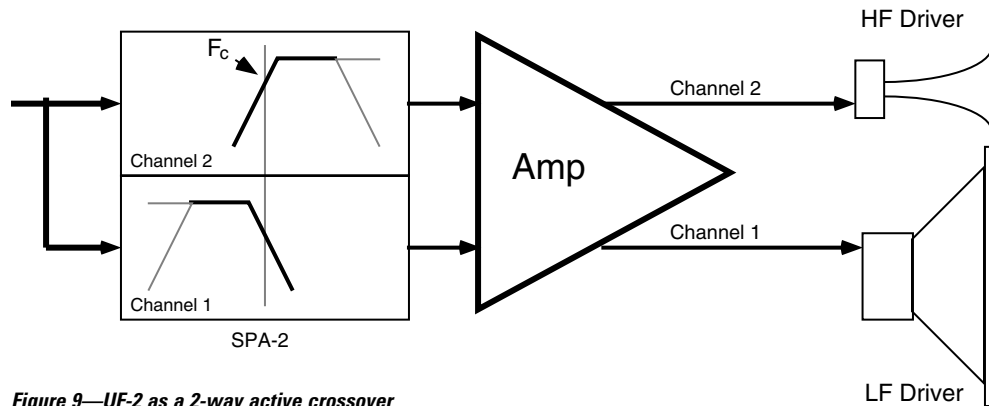 HF Driver
Fc
Channel 2
Channel 2
Amp
Channel 1
Channel 1
SPA-2
LF Driver
Figure 9—UF-2 as a 2-way active crossover